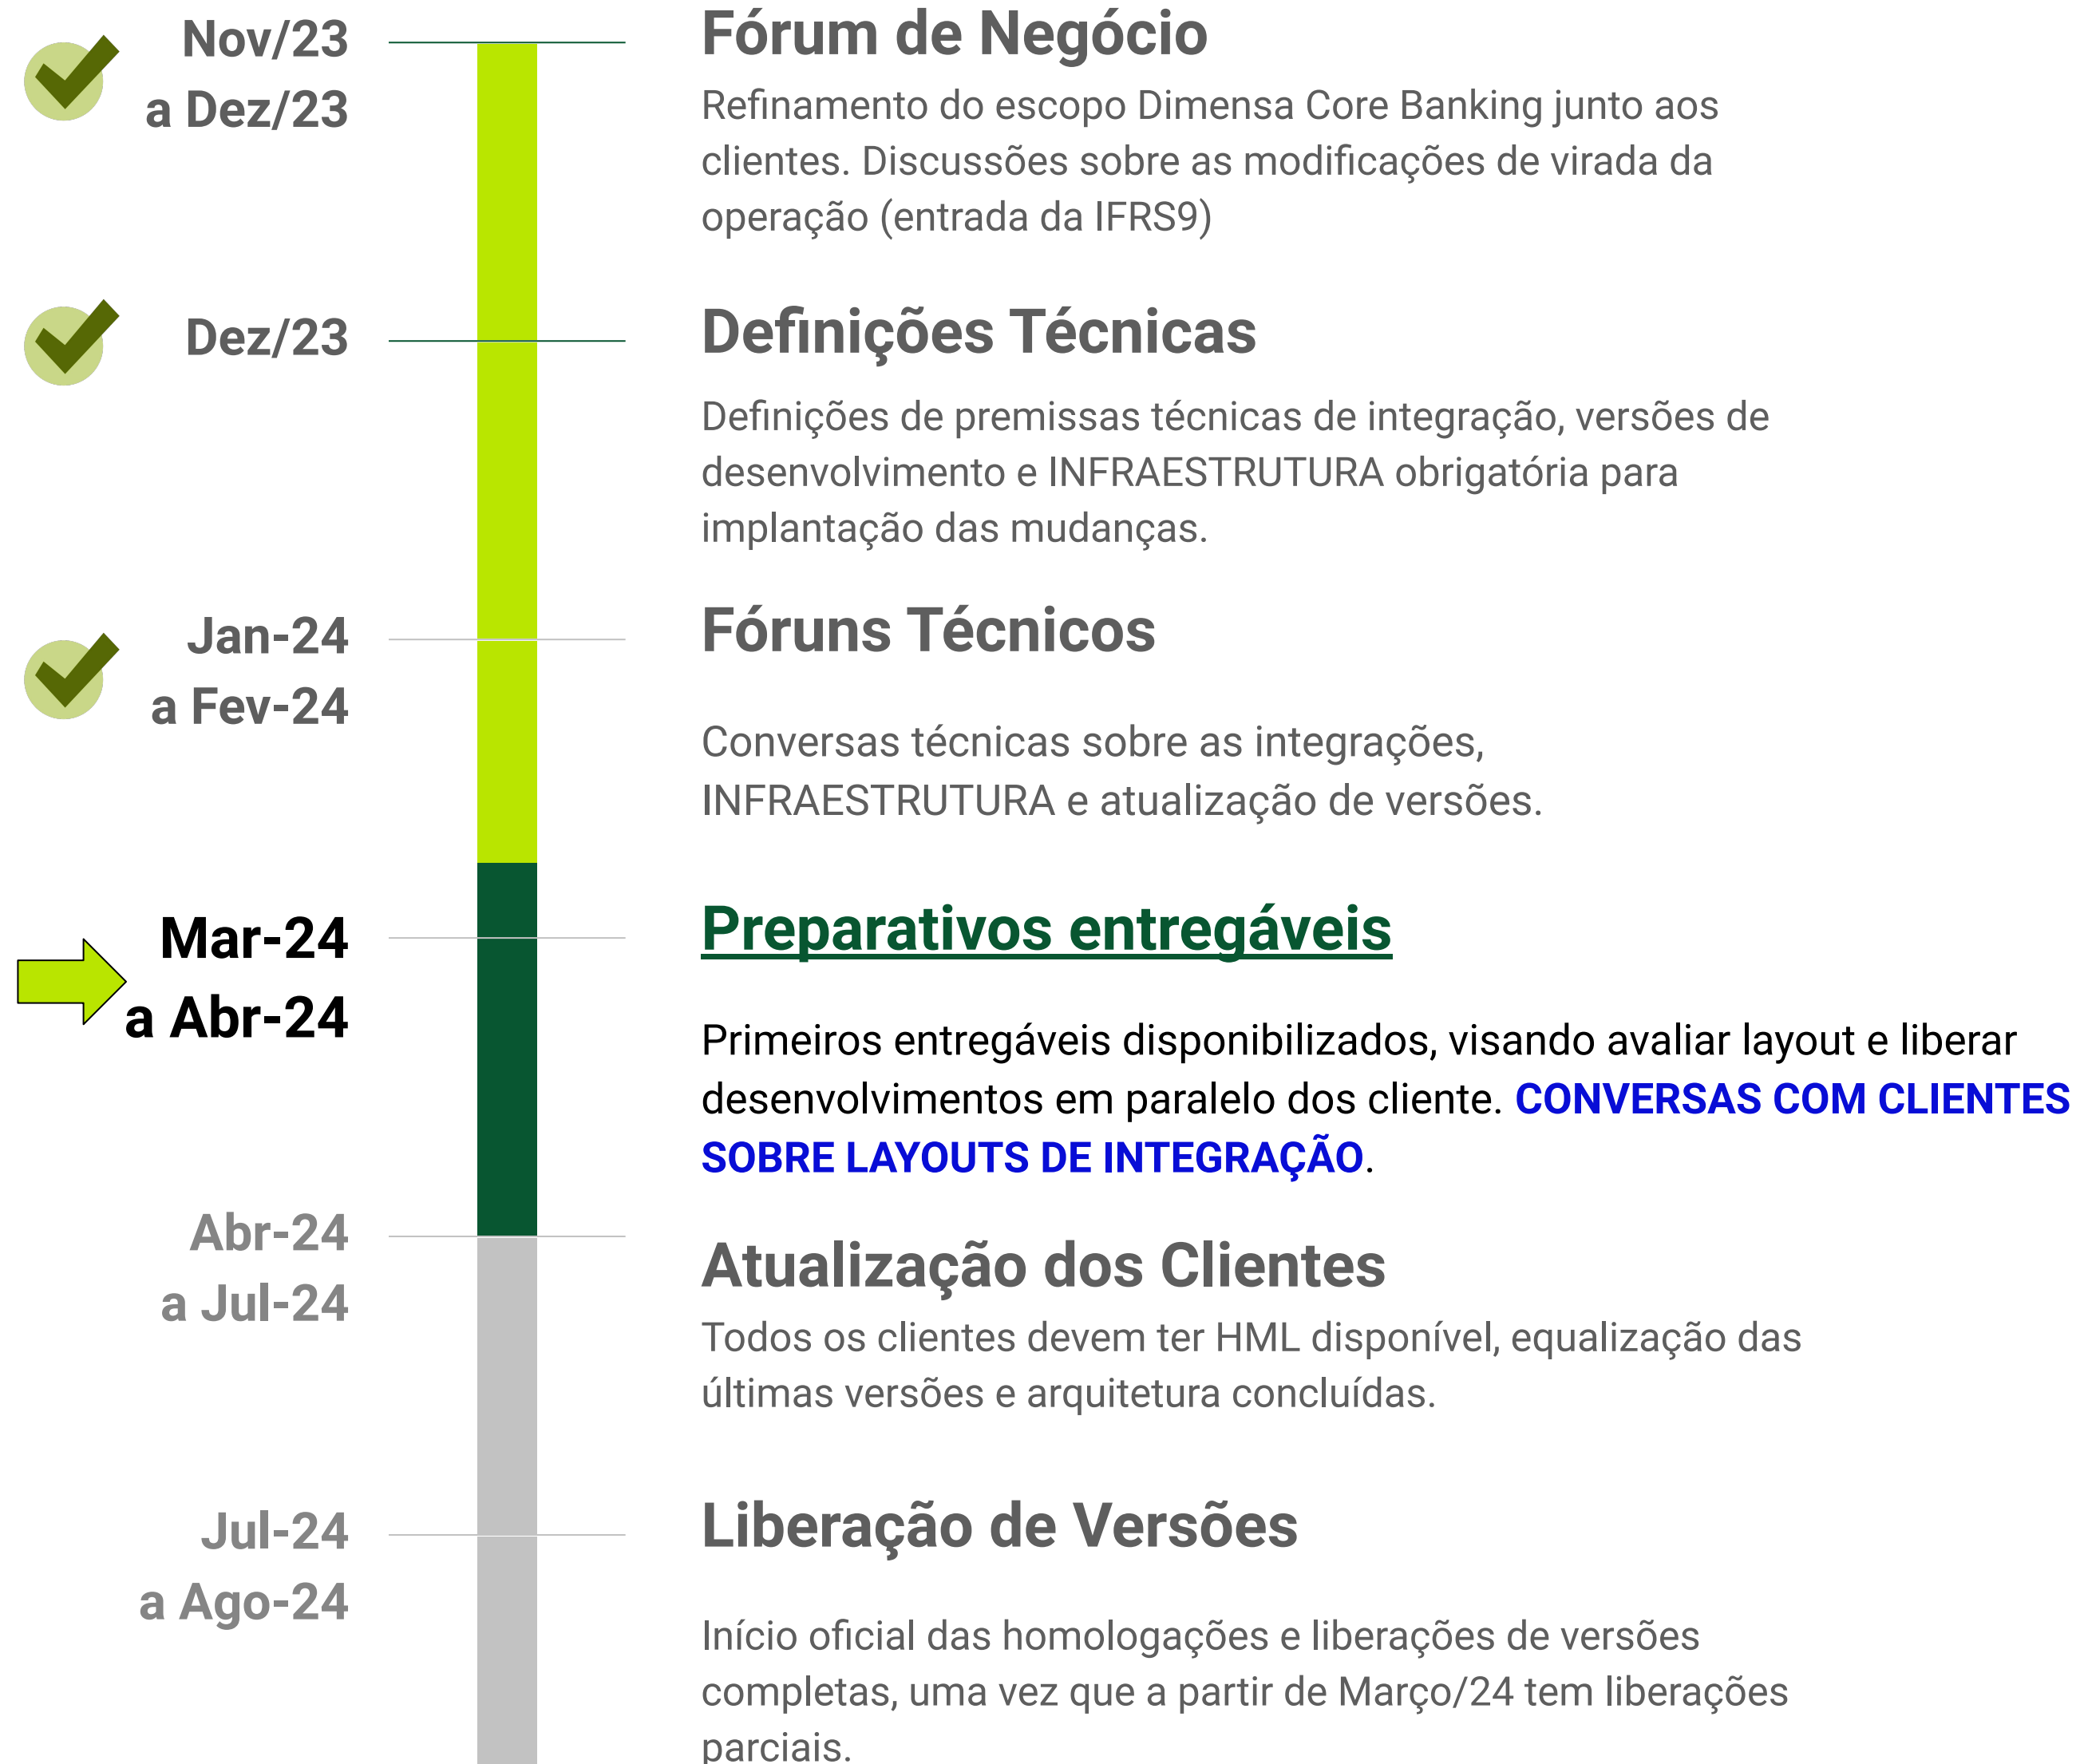 Nov/23
a Dez/23
Fórum de Negócio
Refinamento do escopo Dimensa Core Banking junto aos
clientes. Discussões sobre as modificações de virada da
operação (entrada da IFRS9)
Dez/23
Definições Técnicas
Definições de premissas técnicas de integração, versões de
desenvolvimento e INFRAESTRUTURA obrigatória para
implantação das mudanças.
Jan-24
a Fev-24
Fóruns Técnicos
Conversas técnicas sobre as integrações,
INFRAESTRUTURA e atualização de versões.
Mar-24
a Abr-24
Preparativos entregáveis
Primeiros entregáveis disponibilizados, visando avaliar layout e liberar
desenvolvimentos em paralelo dos cliente. CONVERSAS COM CLIENTES
SOBRE LAYOUTS DE INTEGRAÇÃO.
Abr-24
a Jul-24
Atualização dos Clientes
Todos os clientes devem ter HML disponível, equalização das
últimas versões e arquitetura concluídas.
Jul-24
a Ago-24
Liberação de Versões
Início oficial das homologações e liberações de versões
completas, uma vez que a partir de Março/24 tem liberações
parciais.